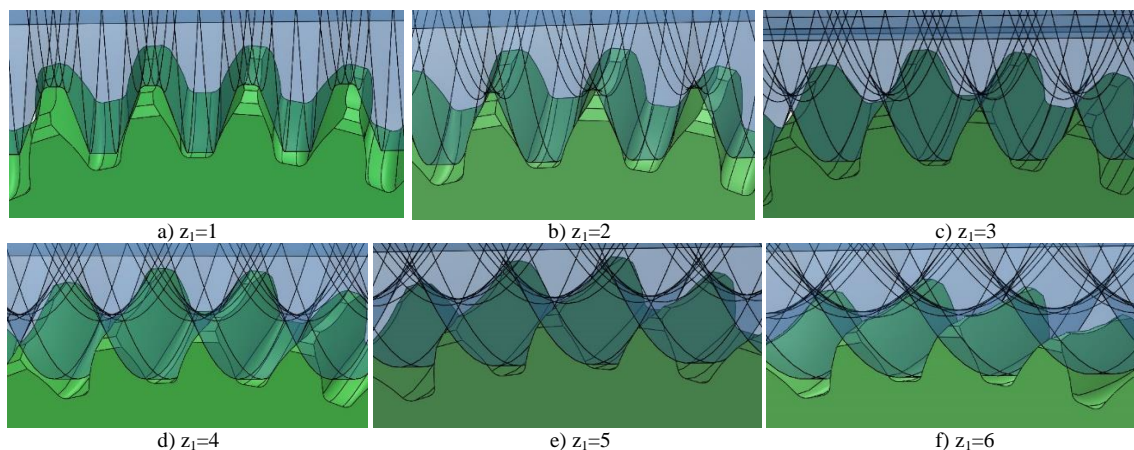 a) z₁=1
b) z₁=2
c) z₁=3
d) z₁=4
e) z₁=5
f) z₁=6